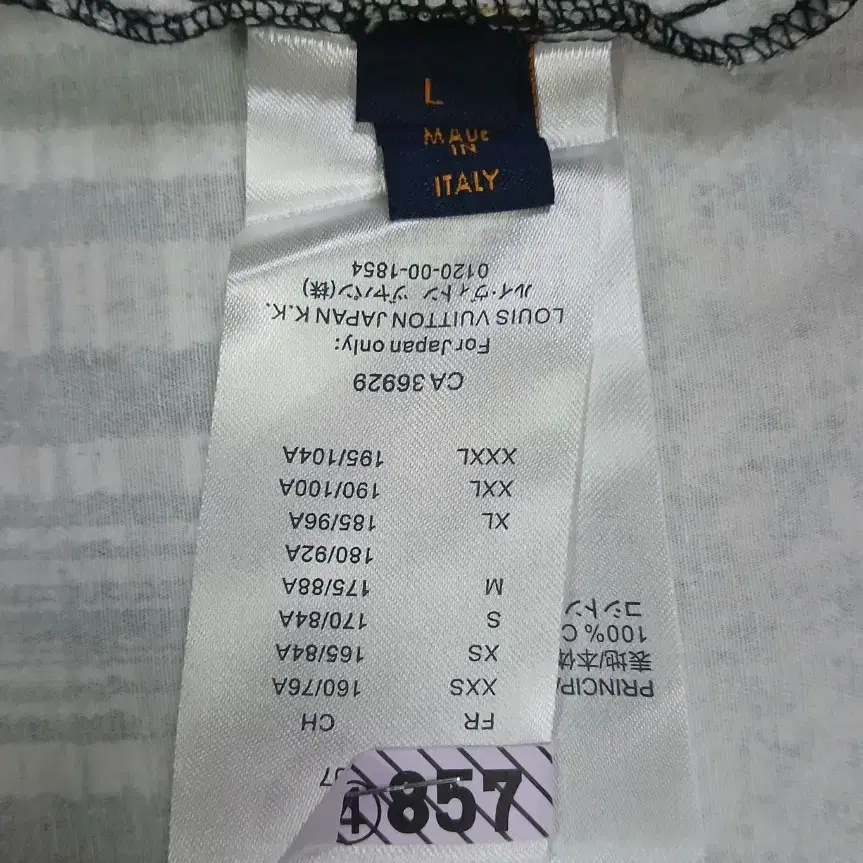 L
MADE
IN
ITALY
④857
FR CH
XXS 160/76A
XS 165/84A
S 170/84A
M 175/88A
180/92A
XL 185/96A
XXL 190/100A
XXXL 195/104A
CA 36929
For Japan only:
LOUIS VUITTON JAPAN K.K.
ルイ・ヴィトン ジャパン(株)
0120-00-1854
PRINCIPA
表地/本体
100% C
コットン